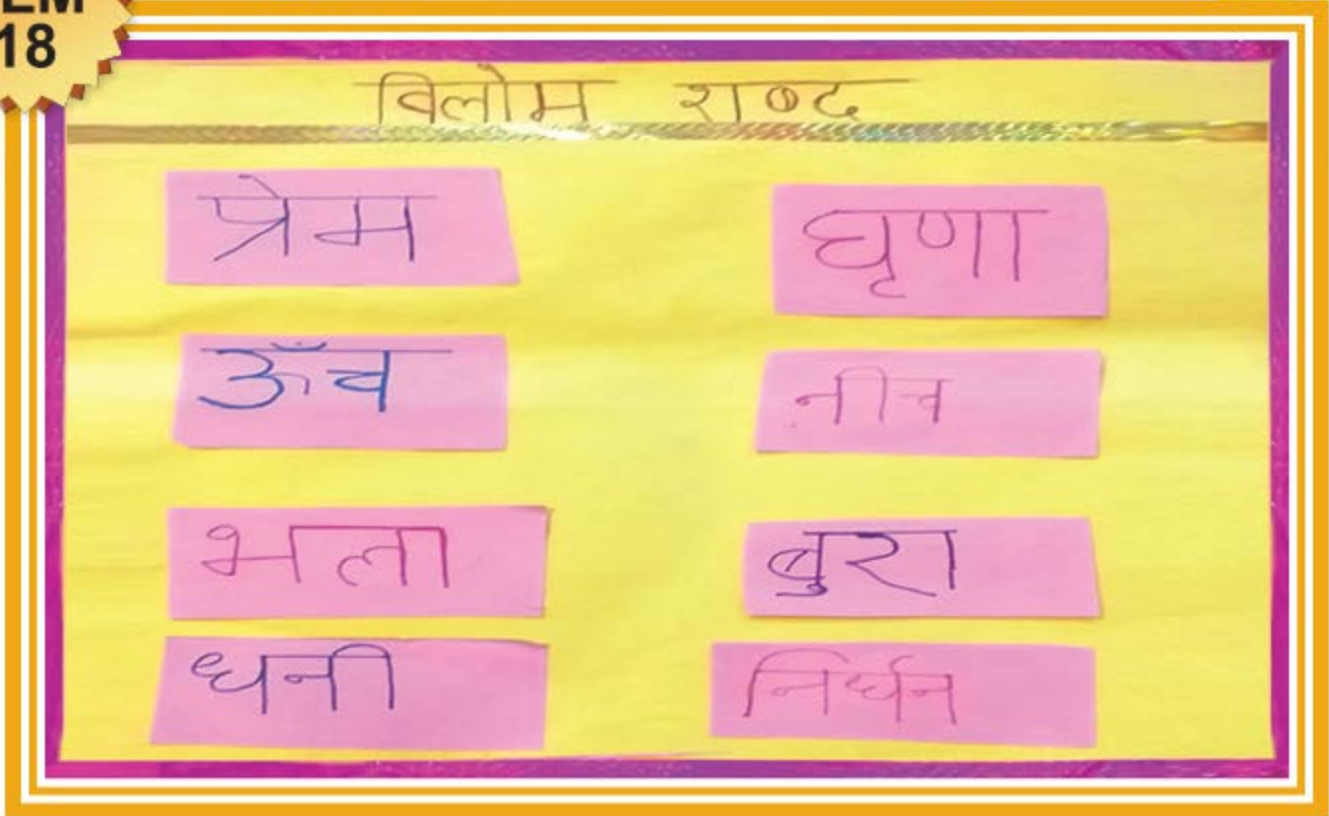 EM
18
विलोम शब्द
प्रेम घृणा
ऊँच नीच
भला बुरा
धनी निर्धन